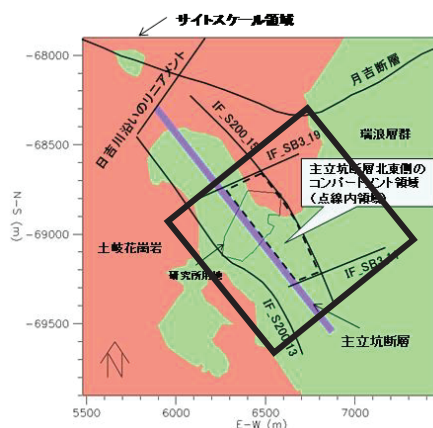 サイトスケール領域
-68000
月吉断層
日吉川沿いのリニアメント
IF_S200_15
IF_SB3_19
瑞浪層群
-68500
主立坑断層北東側の
コンパートメント領域
(点線内領域)
N-S (m)
-69000
土岐花崗岩
研究所用地
IF_S200_13
主立坑断層
-69500
5500 6000 6500 7000
E-W (m)